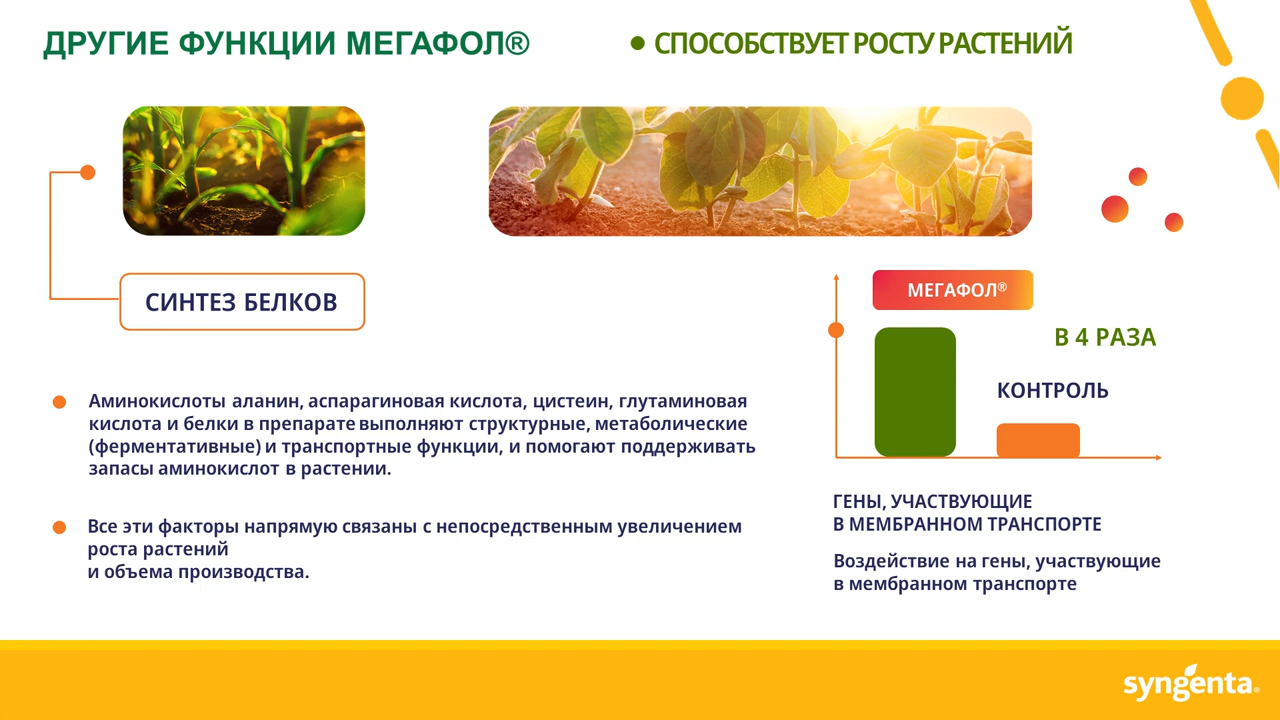 ДРУГИЕ ФУНКЦИИ МЕГАФОЛ®
• СПОСОБСТВУЕТ РОСТУ РАСТЕНИЙ
СИНТЕЗ БЕЛКОВ
Аминокислоты аланин, аспарагиновая кислота, цистеин, глутаминовая
кислота и белки в препарате выполняют структурные, метаболические
(ферментативные) и транспортные функции, и помогают поддерживать
запасы аминокислот в растении.
Все эти факторы напрямую связаны с непосредственным увеличением
роста растений
и объема производства.
МЕГАФОЛ®
В 4 РАЗА
КОНТРОЛЬ
ГЕНЫ, УЧАСТВУЮЩИЕ
В МЕМБРАННОМ ТРАНСПОРТЕ
Воздействие на гены, участвующие
в мембранном транспорте
syngenta®